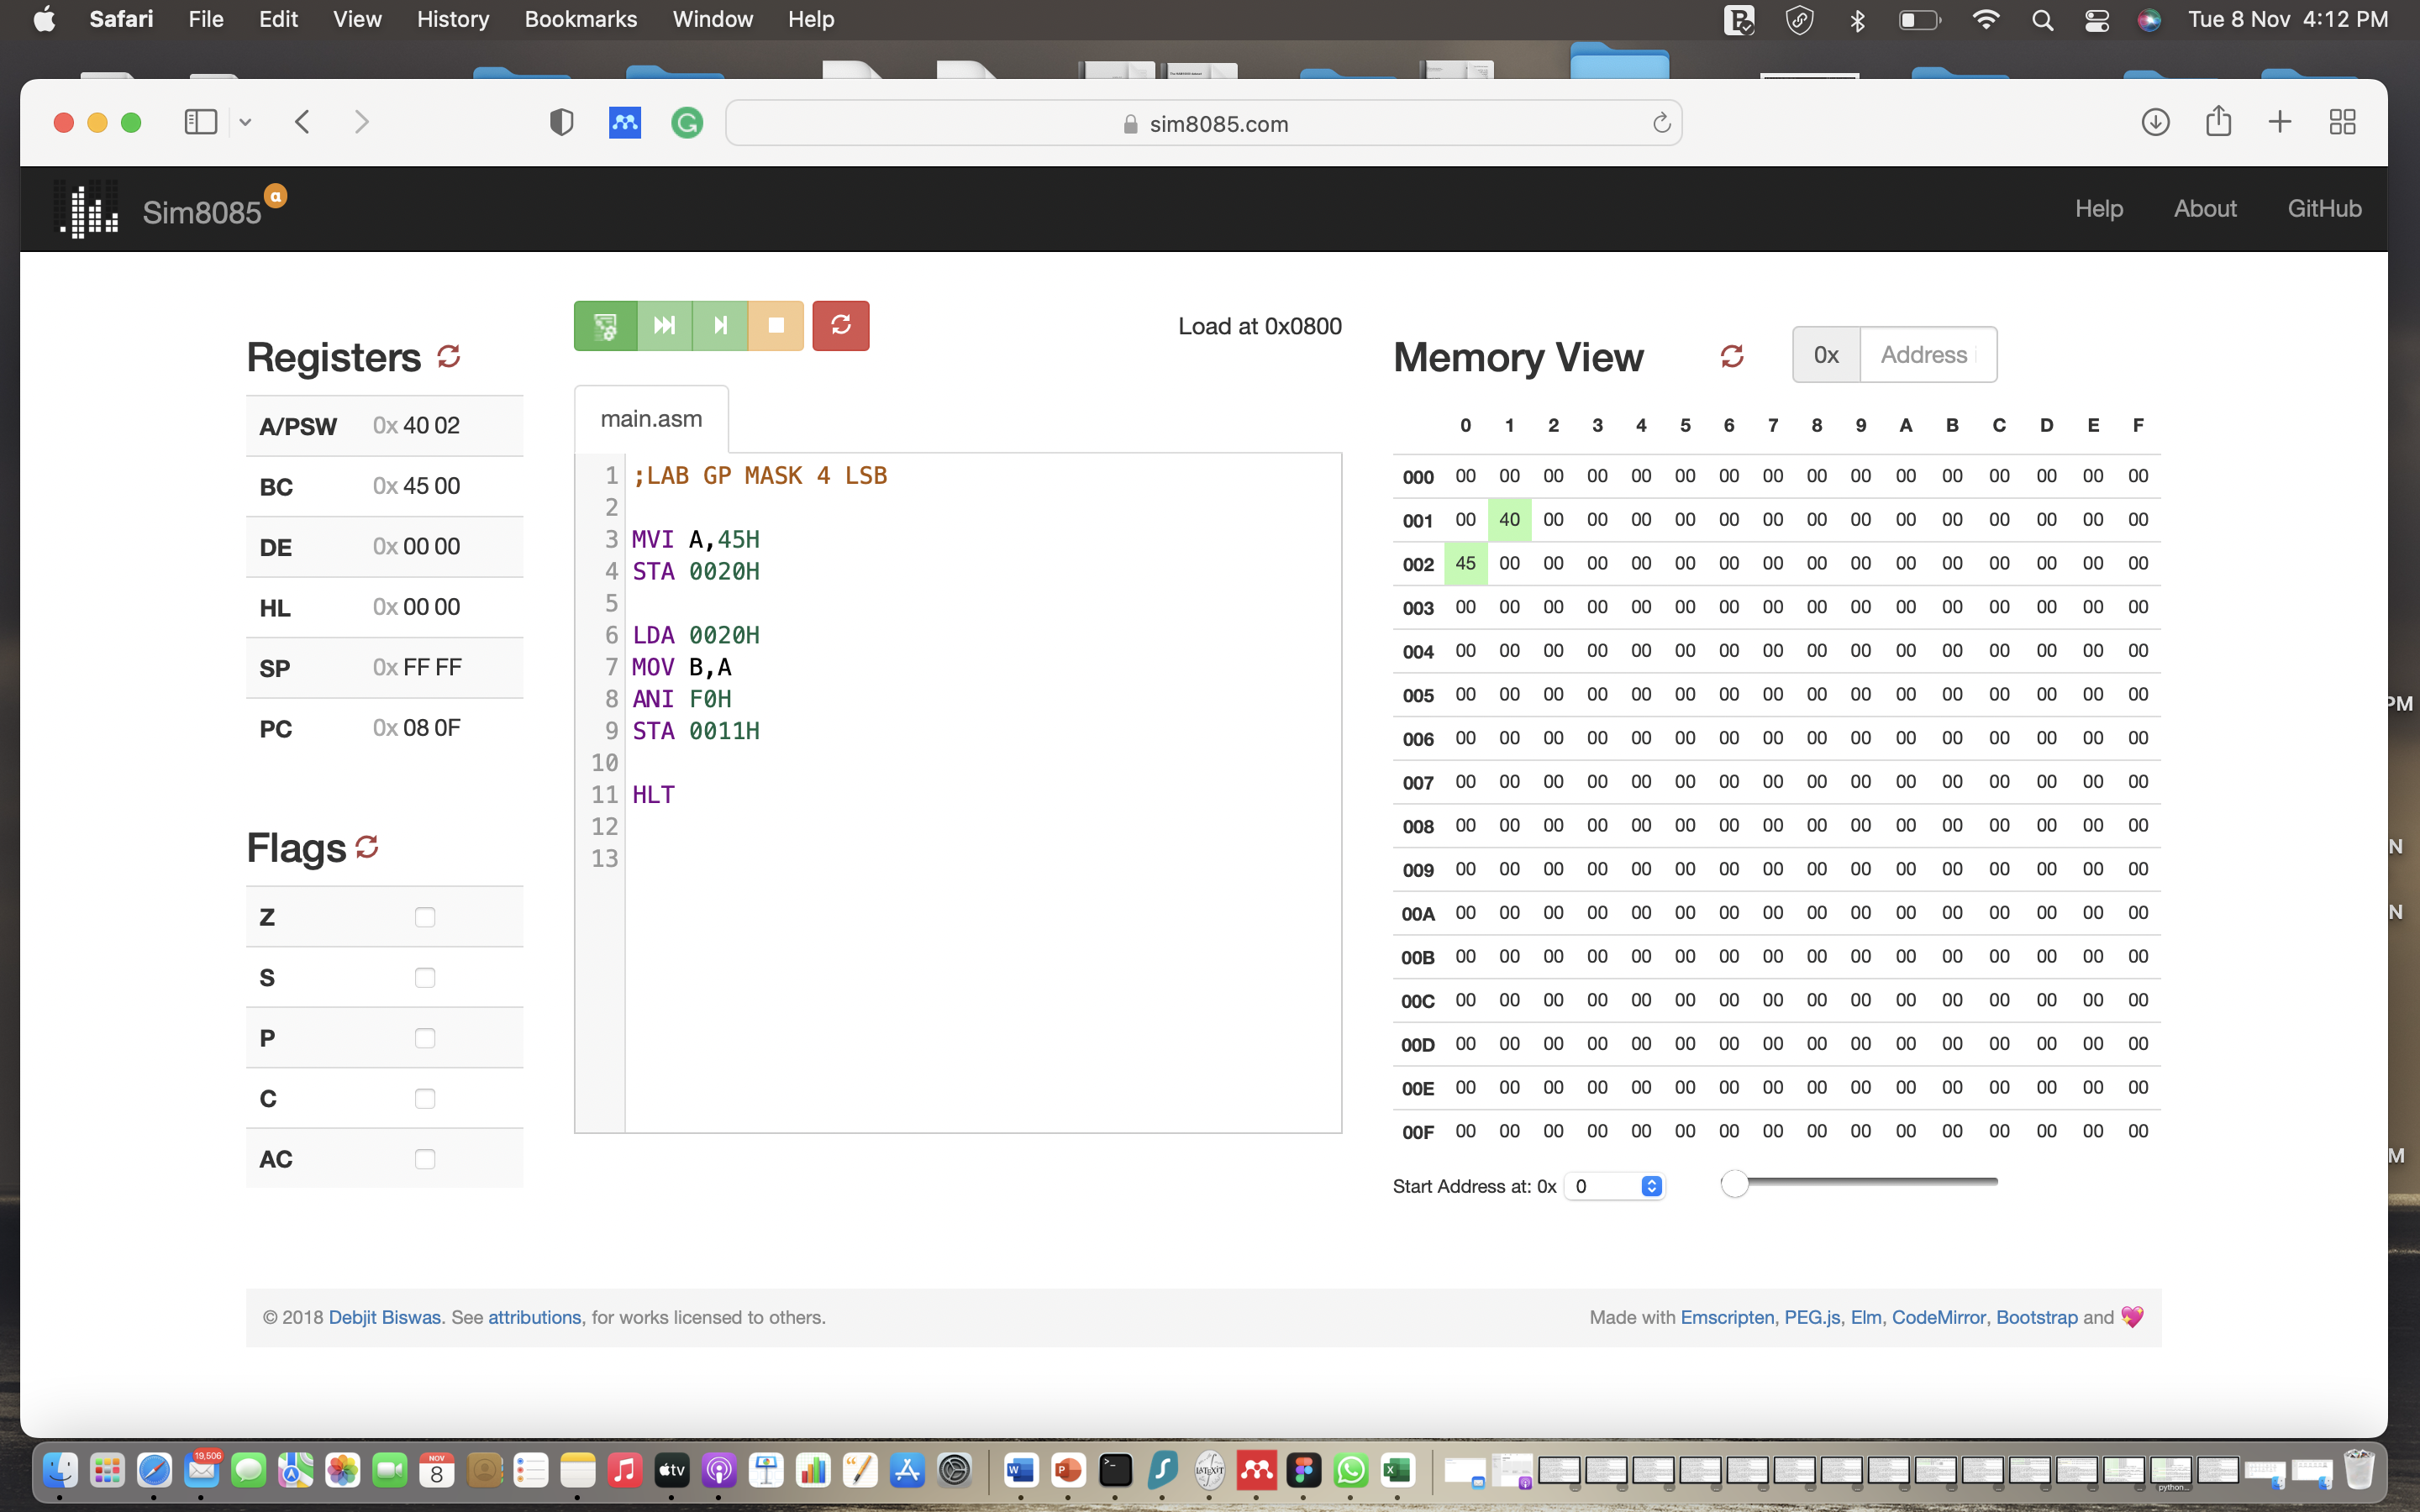 Safari File Edit View History Bookmarks Window Help Tue 8 Nov 4:12 PM
sim8085.com
Sim8085 α Help About GitHub
Load at 0x0800
Registers
A/PSW 0x 40 02
BC 0x 45 00
DE 0x 00 00
HL 0x 00 00
SP 0x FF FF
PC 0x 08 0F
Flags
Z
S
P
C
AC
main.asm
1 ;LAB GP MASK 4 LSB
2
3 MVI A,45H
4 STA 0020H
5
6 LDA 0020H
7 MOV B,A
8 ANI F0H
9 STA 0011H
10
11 HLT
12
13
Memory View 0x Address
0 1 2 3 4 5 6 7 8 9 A B C D E F
000 00 00 00 00 00 00 00 00 00 00 00 00 00 00 00 00
001 00 40 00 00 00 00 00 00 00 00 00 00 00 00 00 00
002 45 00 00 00 00 00 00 00 00 00 00 00 00 00 00 00
003 00 00 00 00 00 00 00 00 00 00 00 00 00 00 00 00
004 00 00 00 00 00 00 00 00 00 00 00 00 00 00 00 00
005 00 00 00 00 00 00 00 00 00 00 00 00 00 00 00 00
006 00 00 00 00 00 00 00 00 00 00 00 00 00 00 00 00
007 00 00 00 00 00 00 00 00 00 00 00 00 00 00 00 00
008 00 00 00 00 00 00 00 00 00 00 00 00 00 00 00 00
009 00 00 00 00 00 00 00 00 00 00 00 00 00 00 00 00
00A 00 00 00 00 00 00 00 00 00 00 00 00 00 00 00 00
00B 00 00 00 00 00 00 00 00 00 00 00 00 00 00 00 00
00C 00 00 00 00 00 00 00 00 00 00 00 00 00 00 00 00
00D 00 00 00 00 00 00 00 00 00 00 00 00 00 00 00 00
00E 00 00 00 00 00 00 00 00 00 00 00 00 00 00 00 00
00F 00 00 00 00 00 00 00 00 00 00 00 00 00 00 00 00
Start Address at: 0x 0
© 2018 Debjit Biswas. See attributions, for works licensed to others.
Made with Emscripten, PEG.js, Elm, CodeMirror, Bootstrap and
PM
N
N
M
19,506
NOV
8
tv
python...